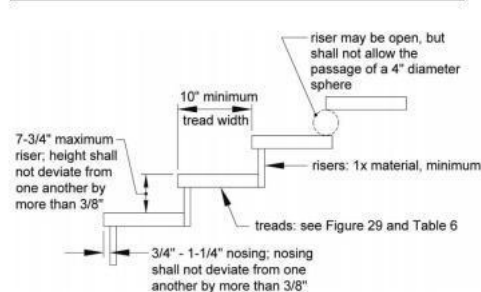 riser may be open, but
shall not allow the
passage of a 4" diameter
sphere
10" minimum
tread width
7-3/4" maximum
riser; height shall
not deviate from
one another by
more than 3/8"
risers: 1x material, minimum
treads: see Figure 29 and Table 6
3/4" - 1-1/4" nosing; nosing
shall not deviate from one
another by more than 3/8"